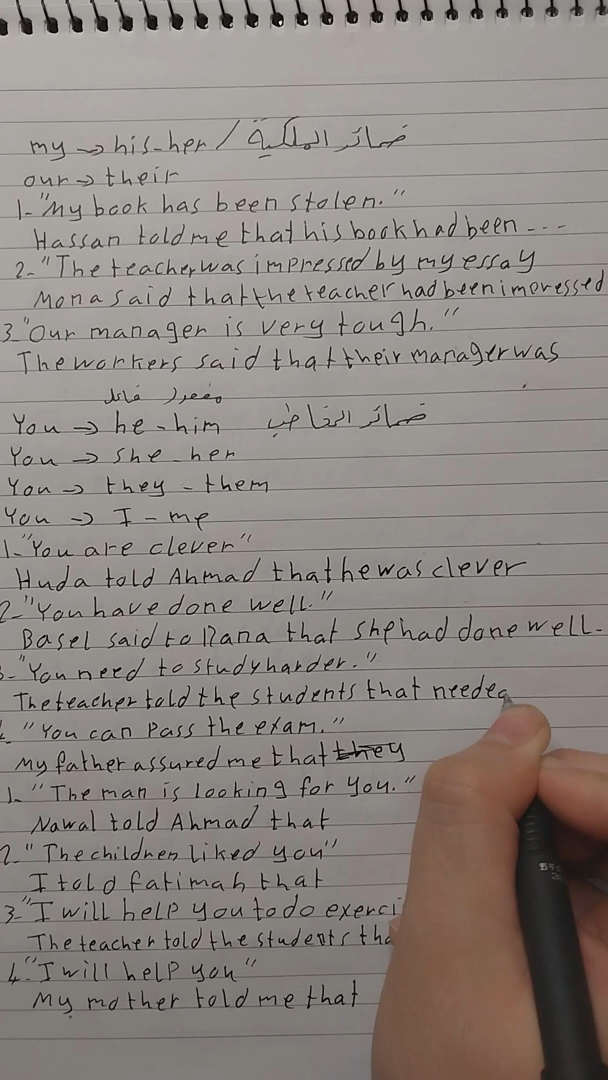 my → his-her / ضمائر الملكية
our → their
1- "My book has been stolen."
Hassan told me that his book had been ----
2- "The teacher was impressed by my essay
Mona said that the teacher had been impressed
3- "Our manager is very tough."
The workers said that their manager was
مفعول فاعل
You → he - him ضمائر المخاطب
You → she - her
You → they - them
You → I - me
1- "You are clever"
Huda told Ahmad that he was clever
2- "You have done well."
Basel said to Rana that she had done well-
3- "You need to study harder."
The teacher told the students that needed
4. "You can pass the exam."
My father assured me that they
1. "The man is looking for you."
Nawal told Ahmad that
2. "The children liked you"
I told fatimah that
3- "I will help you to do exerci
The teacher told the students tha
4. "I will help you"
My mother told me that